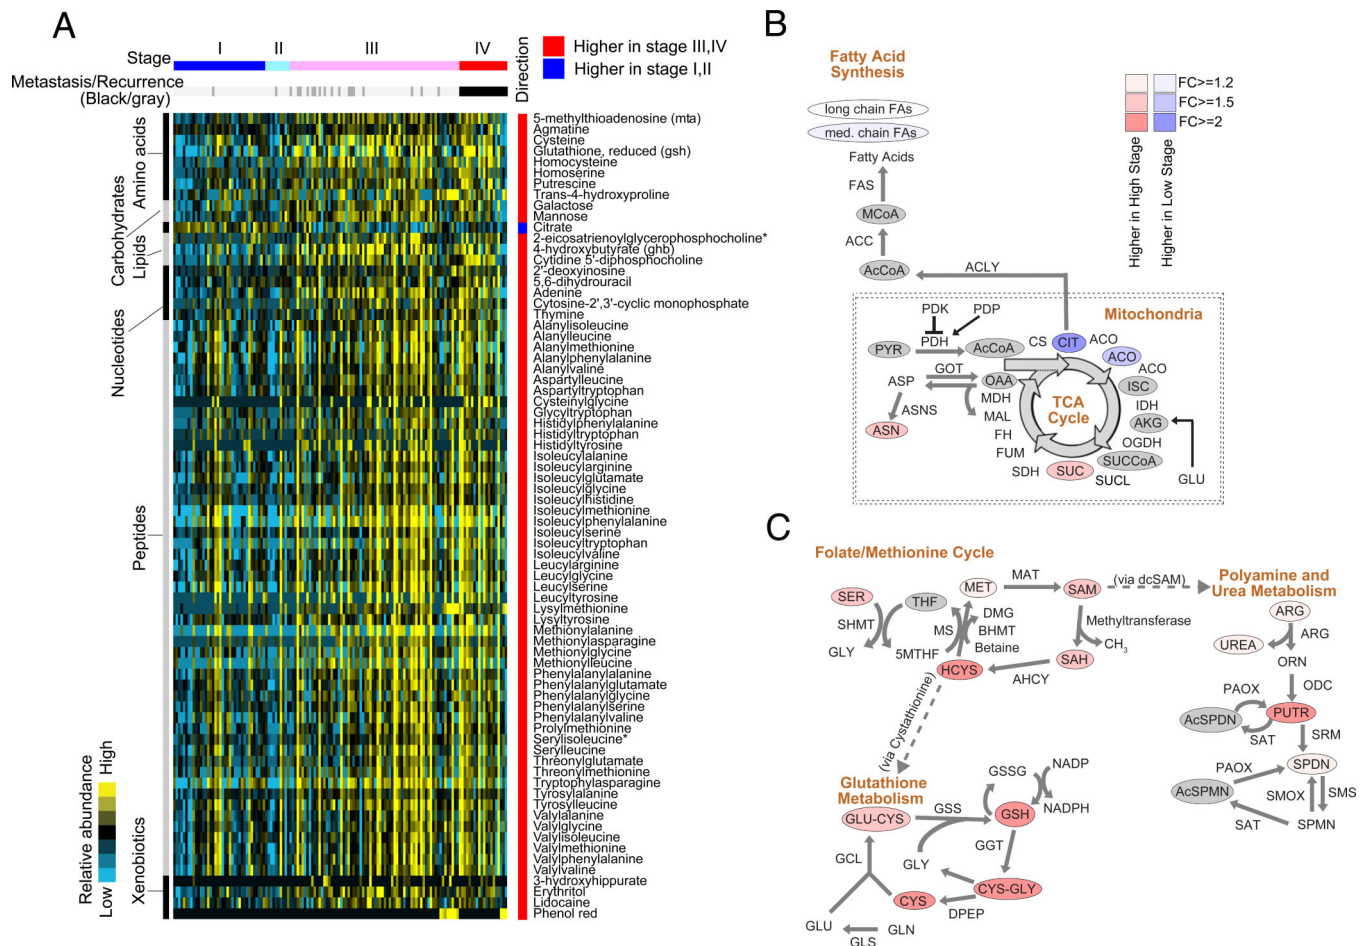 A
I II III IV
Stage
Metastasis/Recurrence
(Black/gray)
Direction
Higher in stage III,IV
Higher in stage I,II
Amino acids
Carbohydrates
Lipids
Nucleotides
Peptides
Xenobiotics
Relative abundance
Low High
5-methylthioadenosine (mta)
Agmatine
Cysteine
Glutathione, reduced (gsh)
Homocysteine
Homoserine
Putrescine
Trans-4-hydroxyproline
Galactose
Mannose
Citrate
2-eicosatrienoylglycerophosphocholine*
4-hydroxybutyrate (ghb)
Cytidine 5'-diphosphocholine
2'-deoxyinosine
5,6-dihydrouracil
Adenine
Cytosine-2',3'-cyclic monophosphate
Thymine
Alanylisoleucine
Alanylleucine
Alanylmethionine
Alanylphenylalanine
Alanylvaline
Aspartylleucine
Aspartyltryptophan
Cysteinylglycine
Glycyltryptophan
Histidylphenylalanine
Histidyltryptophan
Histidyltyrosine
Isoleucylalanine
Isoleucylarginine
Isoleucylglutamate
Isoleucylglycine
Isoleucylhistidine
Isoleucylmethionine
Isoleucylphenylalanine
Isoleucylserine
Isoleucyltryptophan
Isoleucylvaline
Leucylarginine
Leucylglycine
Leucylserine
Leucyltyrosine
Lysylmethionine
Lysyltyrosine
Methionylalanine
Methionylasparagine
Methionylglycine
Methionylleucine
Phenylalanylalanine
Phenylalanylglutamate
Phenylalanylglycine
Phenylalanylserine
Phenylalanylvaline
Prolylmethionine
Serylisoleucine*
Serylleucine
Threonylglutamate
Threonylmethionine
Tryptophylasparagine
Tyrosylalanine
Tyrosylleucine
Valylalanine
Valylglycine
Valylisoleucine
Valylmethionine
Valylphenylalanine
Valylvaline
3-hydroxyhippurate
Erythritol
Lidocaine
Phenol red
B
Fatty Acid
Synthesis
long chain FAs
med. chain FAs
Fatty Acids
FAS
MCoA
ACC
AcCoA
ACLY
FC>=1.2
FC>=1.5
FC>=2
Higher in High Stage
Higher in Low Stage
Mitochondria
PDK PDP
PYR PDH AcCoA CS CIT ACO
ACO
ACO
GOT
ASP OAA ISC
MDH IDH
ASNS MAL
TCA
Cycle
AKG
ASN FH OGDH
FUM SUCCoA
SDH SUC SUCL GLU
C
Folate/Methionine Cycle
MET MAT SAM (via dcSAM)
SER THF
SHMT MS DMG
BHMT
Betaine
GLY 5MTHF
Methyltransferase
CH3
HCYS AHCY SAH
(via Cystathionine)
Polyamine and
Urea Metabolism
ARG
ARG
UREA
ORN
ODC
PAOX
AcSPDN PUTR
SAT SRM
PAOX SPDN
AcSPMN SMOX SMS
SAT SPMN
Glutathione
Metabolism
GLU-CYS GSS GSH
GSSG NADP
NADPH
GGT
GCL GLY
CYS CYS-GLY
DPEP
GLU GLS GLN